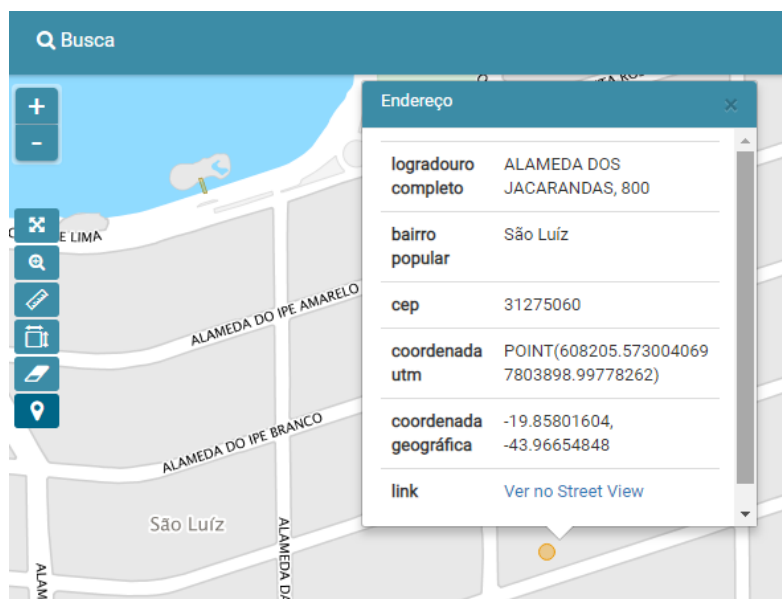 Busca
+
-
Endereço
×
logradouro completo ALAMEDA DOS JACARANDAS, 800
bairro popular São Luíz
cep 31275060
coordenada utm POINT(608205.573004069 7803898.99778262)
coordenada geográfica -19.85801604, -43.96654848
link Ver no Street View
E LIMA
ALAMEDA DO IPE AMARELO
ALAMEDA DO IPE BRANCO
São Luíz
ALAM
ALAMEDA DA